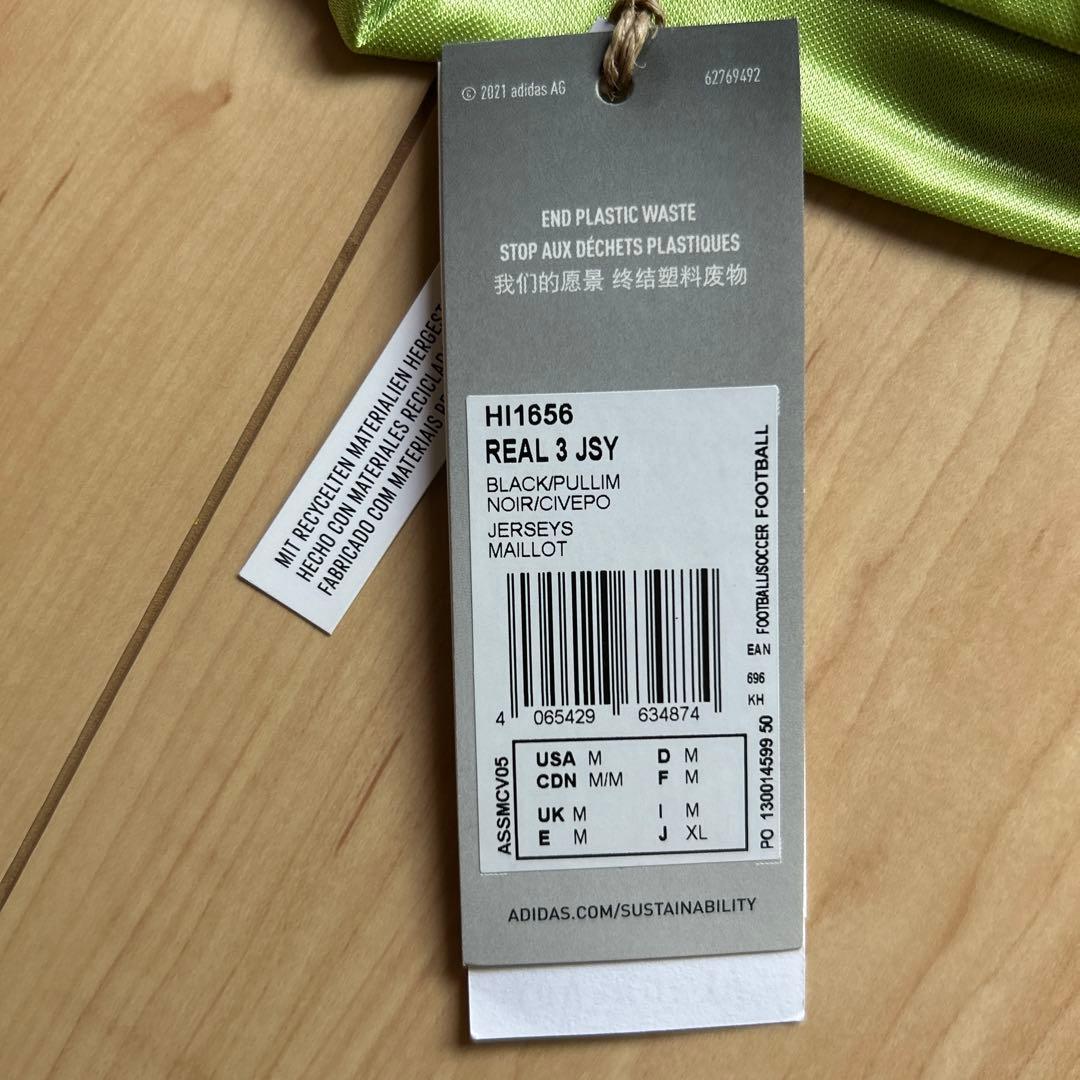 © 2021 adidas AG
62769492
END PLASTIC WASTE
STOP AUX DÉCHETS PLASTIQUES
我们的愿景 终结塑料废物
HI1656
REAL 3 JSY
BLACK/PULLIM
NOIR/CIVEPO
JERSEYS
MAILLOT
4 065429 634874
FOOTBALL/SOCCER FOOTBALL
EAN
696
KH
PO 130014599 50
ASSMCV05
USA M D M
CDN M/M F M
UK M I M
E M J XL
ADIDAS.COM/SUSTAINABILITY
MIT RECYCELTEN MATERIALIEN
HECHO CON MATERIALES
FABRICADO COM MATERIAIS